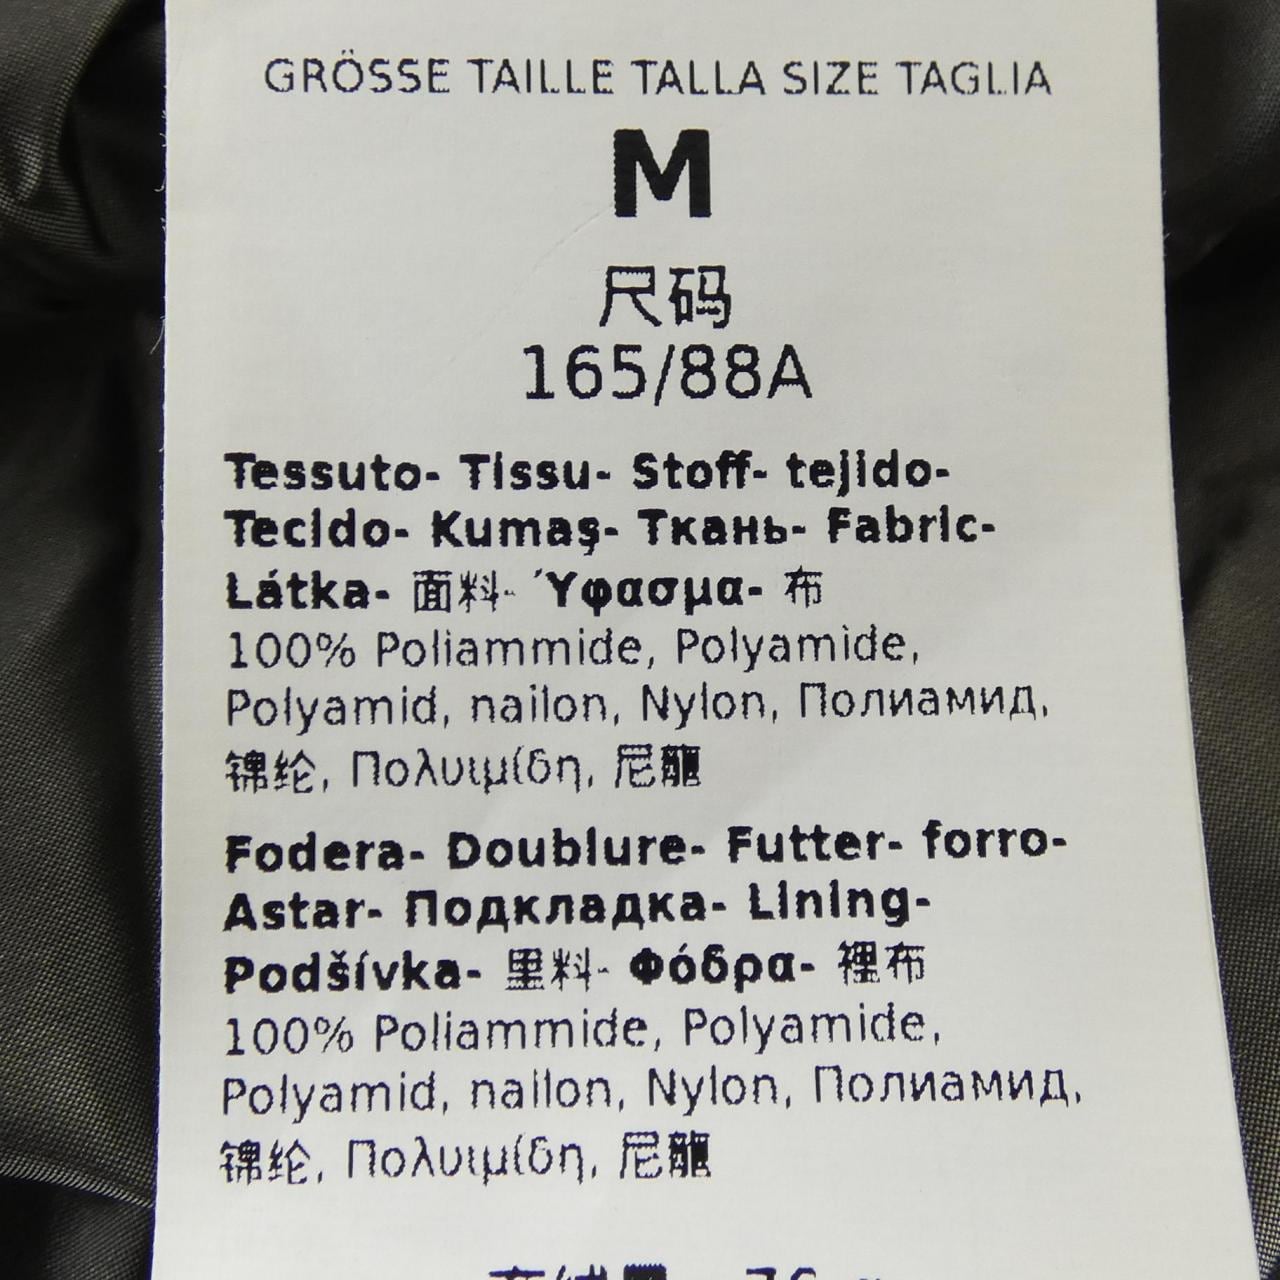 GRÖSSE TAILLE TALLA SIZE TAGLIA
M
尺码
165/88A
Tessuto- Tissu- Stoff- tejido-
Tecido- Kumaş- Ткань- Fabric-
Látka- 面料- Ύφασμα- 布
100% Poliammide, Polyamide,
Polyamid, nailon, Nylon, Полиамид,
锦纶, Πολυιμίδη, 尼龍
Fodera- Doublure- Futter- forro-
Astar- Подкладка- Lining-
Podšívka- 里料- Φόδρα- 裡布
100% Poliammide, Polyamide,
Polyamid, nailon, Nylon, Полиамид,
锦纶, Πολυιμίδη, 尼龍